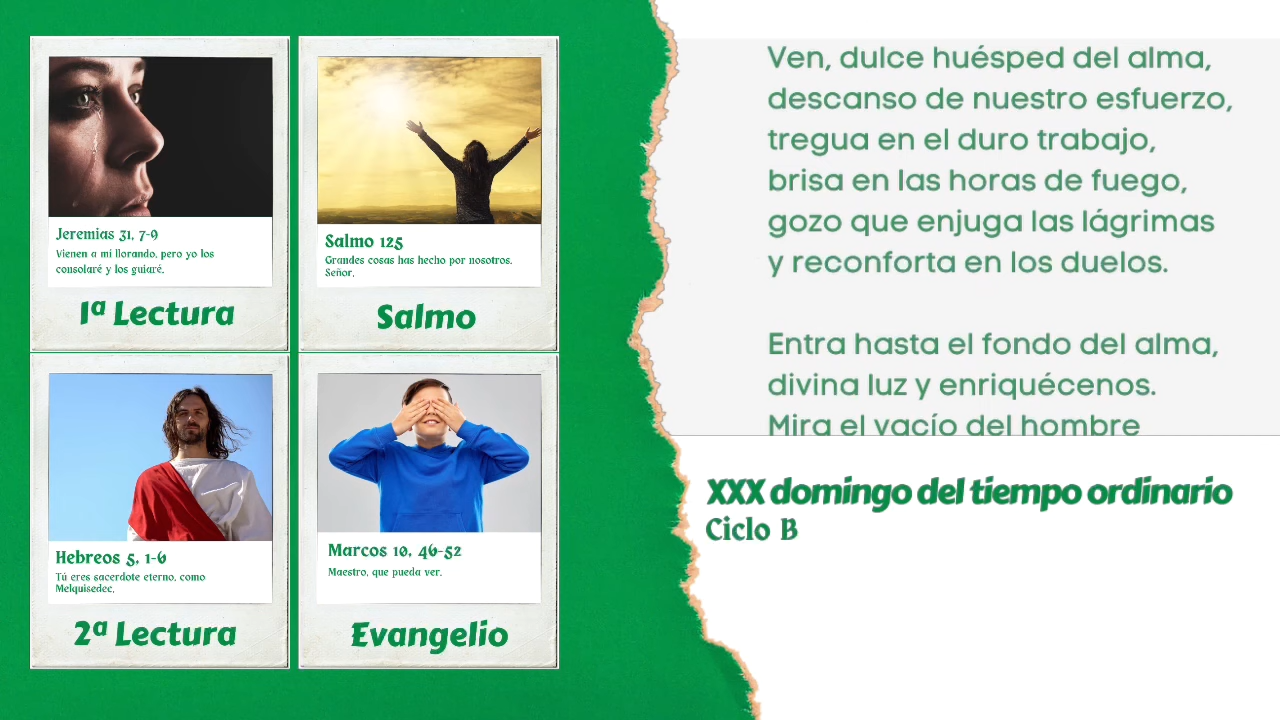 Jeremias 31, 7-9
Vienen a mí llorando, pero yo los
consolaré y los guiaré.
1ª Lectura
Salmo 125
Grandes cosas has hecho por nosotros,
Señor.
Salmo
Hebreos 5, 1-6
Tú eres sacerdote eterno, como
Melquisedec.
2ª Lectura
Marcos 10, 46-52
Maestro, que pueda ver.
Evangelio
Ven, dulce huésped del alma,
descanso de nuestro esfuerzo,
tregua en el duro trabajo,
brisa en las horas de fuego,
gozo que enjuga las lágrimas
y reconforta en los duelos.
Entra hasta el fondo del alma,
divina luz y enriquécenos.
Mira el vacío del hombre
XXX domingo del tiempo ordinario
Ciclo B